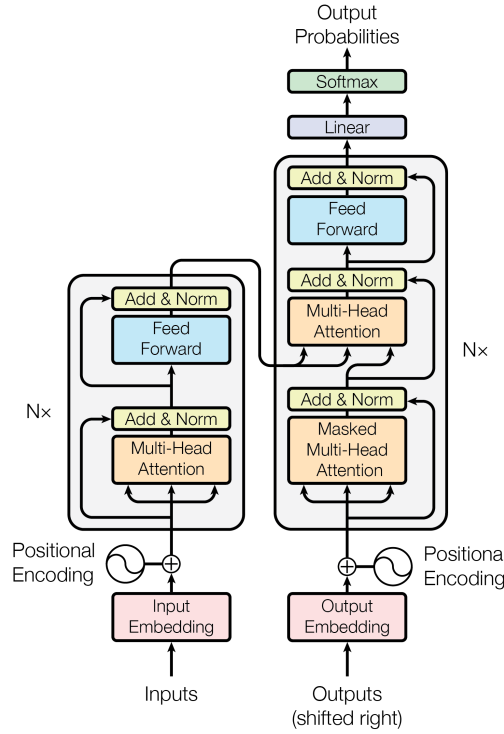 Output
Probabilities
Softmax
Linear
Add & Norm
Feed
Forward
Add & Norm
Multi-Head
Attention
Add & Norm
Masked
Multi-Head
Attention
N×
Positional
Encoding
Output
Embedding
Outputs
(shifted right)
Add & Norm
Feed
Forward
Add & Norm
Multi-Head
Attention
N×
Positional
Encoding
Input
Embedding
Inputs